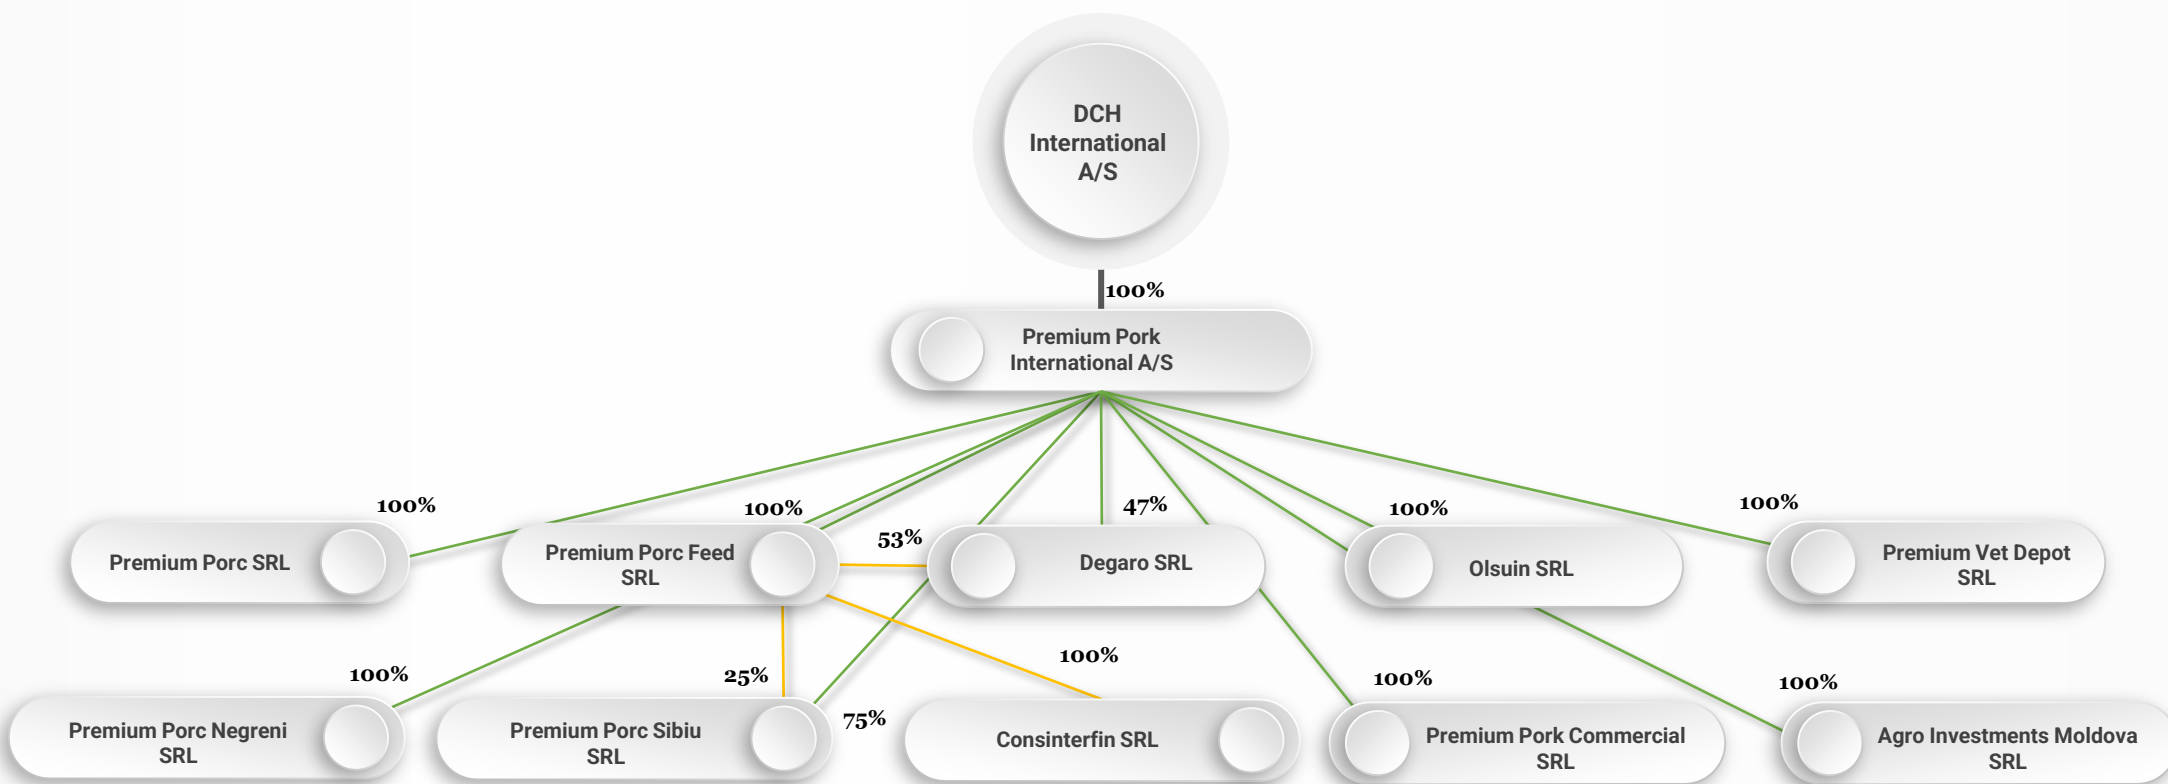 DCH
International
A/S
100%
Premium Pork
International A/S
100%
100%
53%
47%
100%
100%
Premium Porc SRL
Premium Porc Feed
SRL
Degaro SRL
Olsuin SRL
Premium Vet Depot
SRL
100%
25%
75%
100%
100%
100%
Premium Porc Negreni
SRL
Premium Porc Sibiu
SRL
Consinterfin SRL
Premium Pork Commercial
SRL
Agro Investments Moldova
SRL